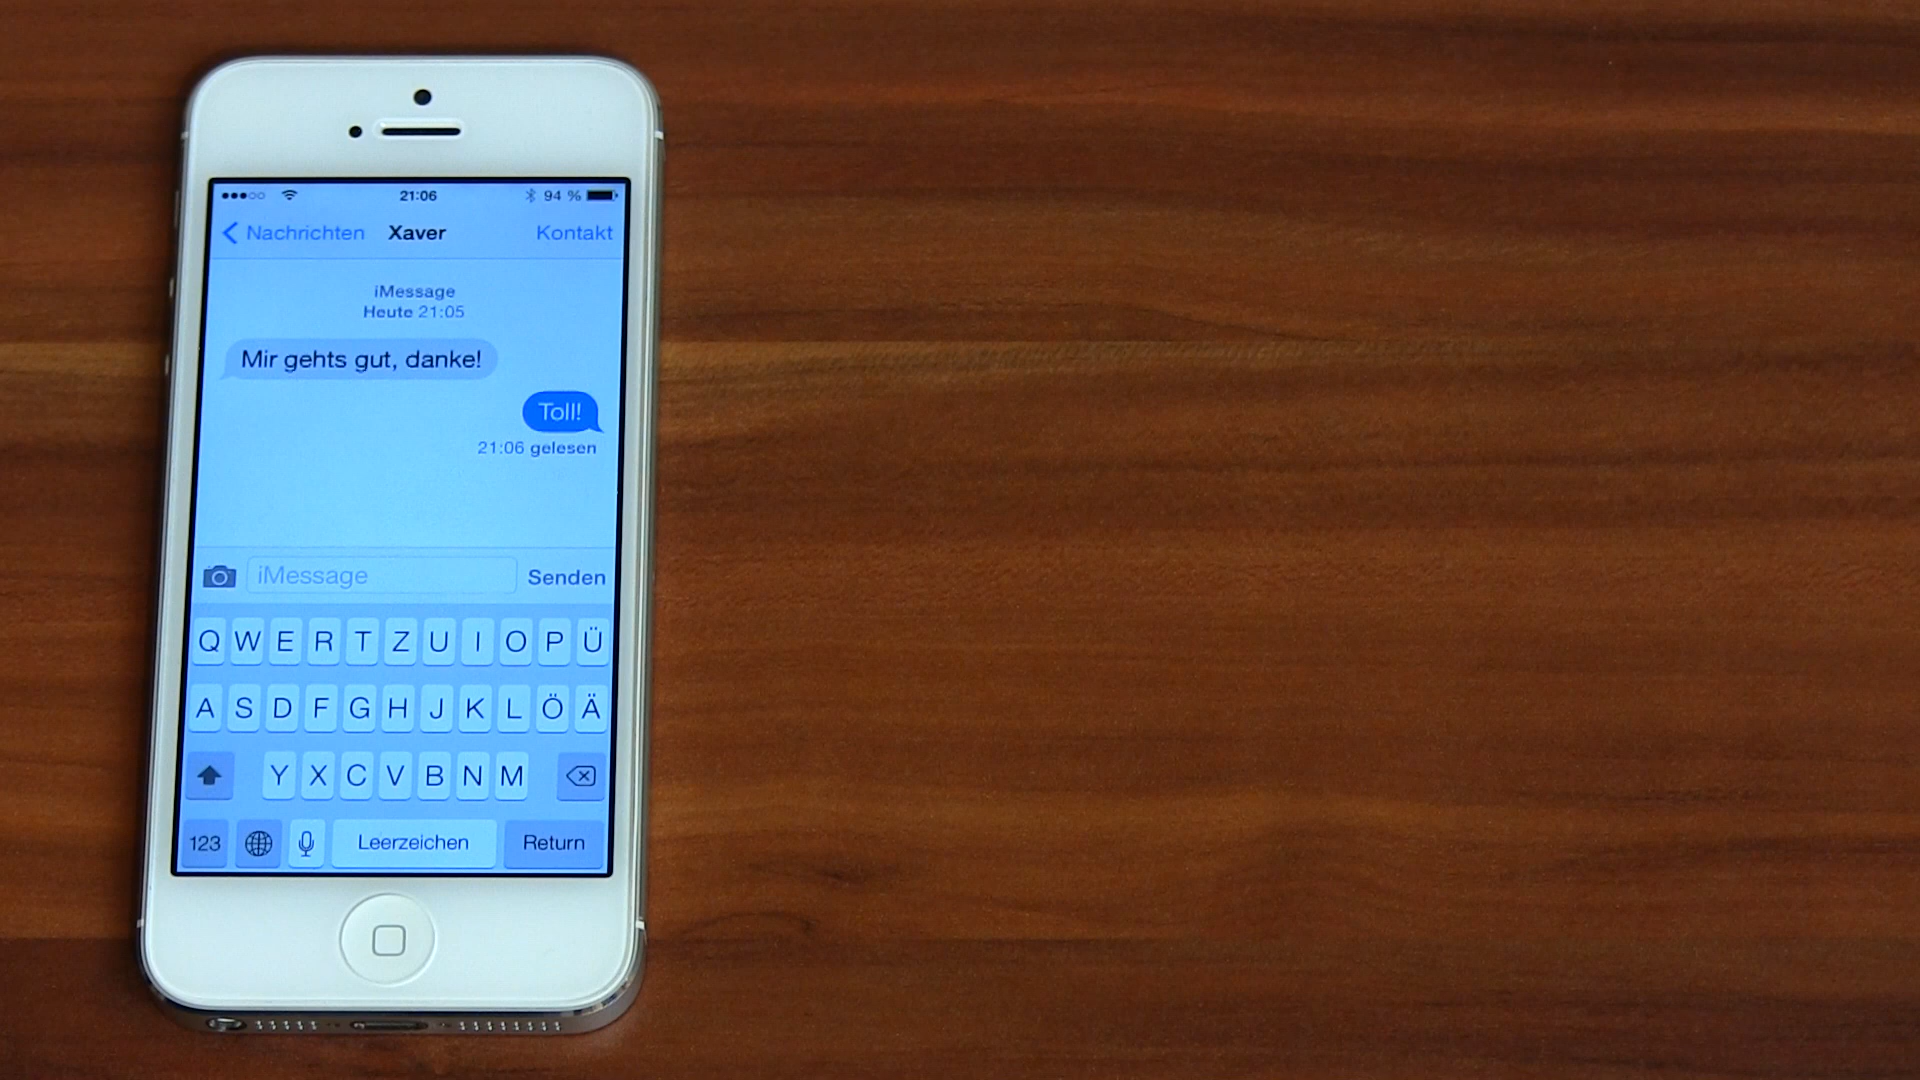 21:06 94 %
Nachrichten Xaver Kontakt
iMessage
Heute 21:05
Mir gehts gut, danke!
Toll!
21:06 gelesen
iMessage Senden
Q W E R T Z U I O P Ü
A S D F G H J K L Ö Ä
Y X C V B N M
123 Leerzeichen Return